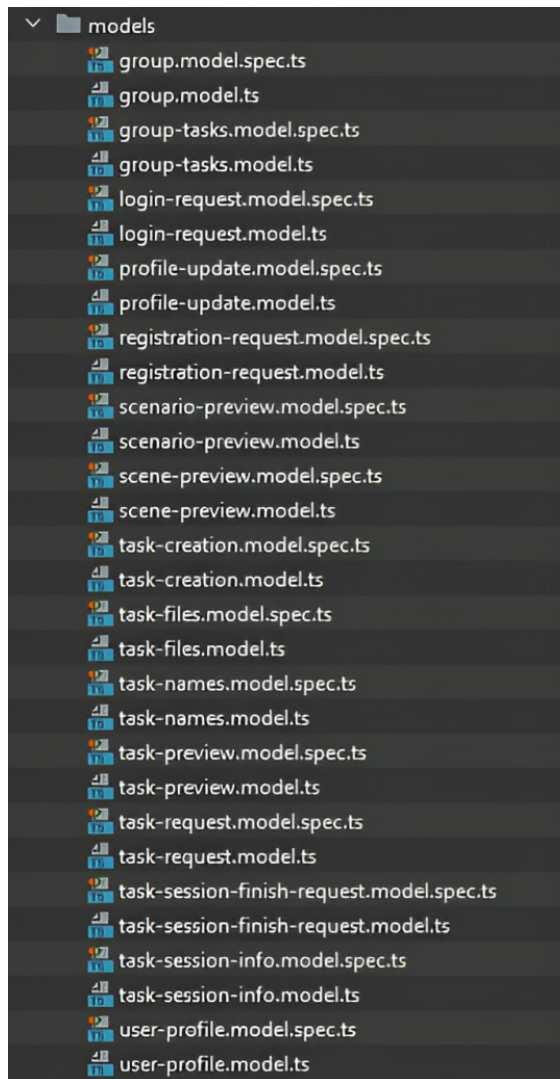 models
group.model.spec.ts
group.model.ts
group-tasks.model.spec.ts
group-tasks.model.ts
login-request.model.spec.ts
login-request.model.ts
profile-update.model.spec.ts
profile-update.model.ts
registration-request.model.spec.ts
registration-request.model.ts
scenario-preview.model.spec.ts
scenario-preview.model.ts
scene-preview.model.spec.ts
scene-preview.model.ts
task-creation.model.spec.ts
task-creation.model.ts
task-files.model.spec.ts
task-files.model.ts
task-names.model.spec.ts
task-names.model.ts
task-preview.model.spec.ts
task-preview.model.ts
task-request.model.spec.ts
task-request.model.ts
task-session-finish-request.model.spec.ts
task-session-finish-request.model.ts
task-session-info.model.spec.ts
task-session-info.model.ts
user-profile.model.spec.ts
user-profile.model.ts